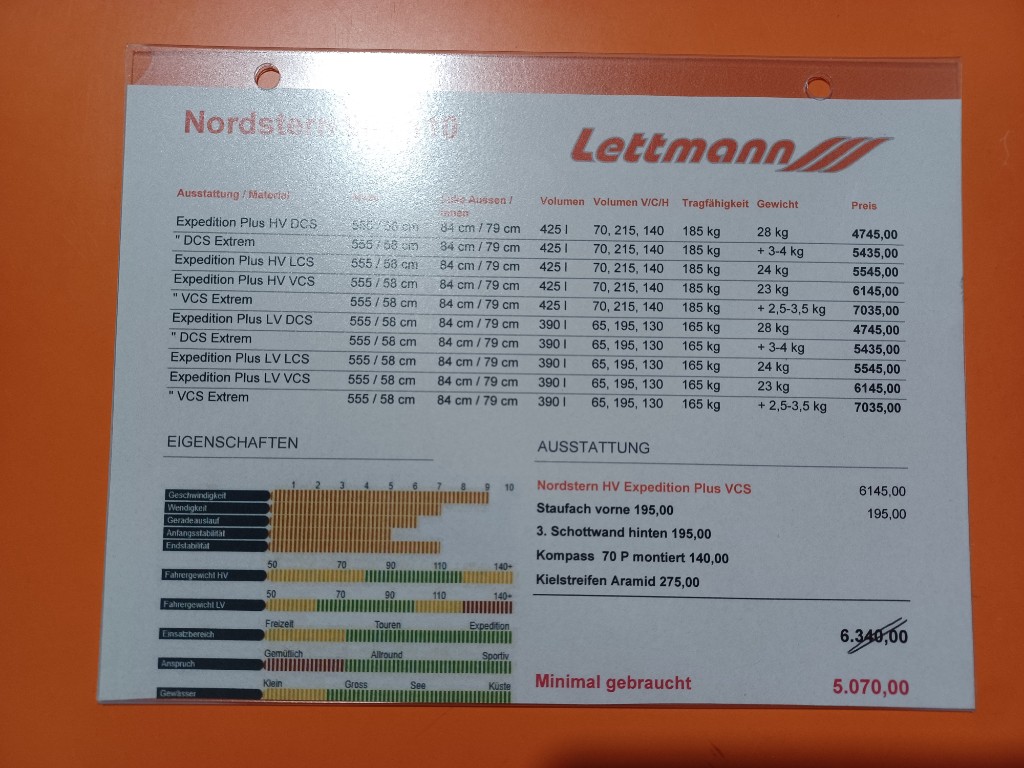 Nordstern
Lettmann
Ausstattung / Material Aussen / Innen Volumen Volumen V/C/H Tragfähigkeit Gewicht Preis
Expedition Plus HV DCS 555 / 58 cm 84 cm / 79 cm 425 l 70, 215, 140 185 kg 28 kg 4745,00
" DCS Extrem 555 / 58 cm 84 cm / 79 cm 425 l 70, 215, 140 185 kg + 3-4 kg 5435,00
Expedition Plus HV LCS 555 / 58 cm 84 cm / 79 cm 425 l 70, 215, 140 185 kg 24 kg 5545,00
Expedition Plus HV VCS 555 / 58 cm 84 cm / 79 cm 425 l 70, 215, 140 185 kg 23 kg 6145,00
" VCS Extrem 555 / 58 cm 84 cm / 79 cm 425 l 70, 215, 140 185 kg + 2,5-3,5 kg 7035,00
Expedition Plus LV DCS 555 / 58 cm 84 cm / 79 cm 390 l 65, 195, 130 165 kg 28 kg 4745,00
" DCS Extrem 555 / 58 cm 84 cm / 79 cm 390 l 65, 195, 130 165 kg + 3-4 kg 5435,00
Expedition Plus LV LCS 555 / 58 cm 84 cm / 79 cm 390 l 65, 195, 130 165 kg 24 kg 5545,00
Expedition Plus LV VCS 555 / 58 cm 84 cm / 79 cm 390 l 65, 195, 130 165 kg 23 kg 6145,00
" VCS Extrem 555 / 58 cm 84 cm / 79 cm 390 l 65, 195, 130 165 kg + 2,5-3,5 kg 7035,00
EIGENSCHAFTEN
1 2 3 4 5 6 7 8 9 10
Geschwindigkeit
Wendigkeit
Geradeauslauf
Anfangsstabilität
Endstabilität
50 70 90 110 140+
Fahrergewicht HV
50 70 90 110 140+
Fahrergewicht LV
Freizeit Touren Expedition
Einsatzbereich
Gemütlich Allround Sportiv
Anspruch
Klein Gross See Küste
Gewässer
AUSSTATTUNG
Nordstern HV Expedition Plus VCS 6145,00
Staufach vorne 195,00 195,00
3. Schottwand hinten 195,00
Kompass 70 P montiert 140,00
Kielstreifen Aramid 275,00
6.340,00
Minimal gebraucht 5.070,00